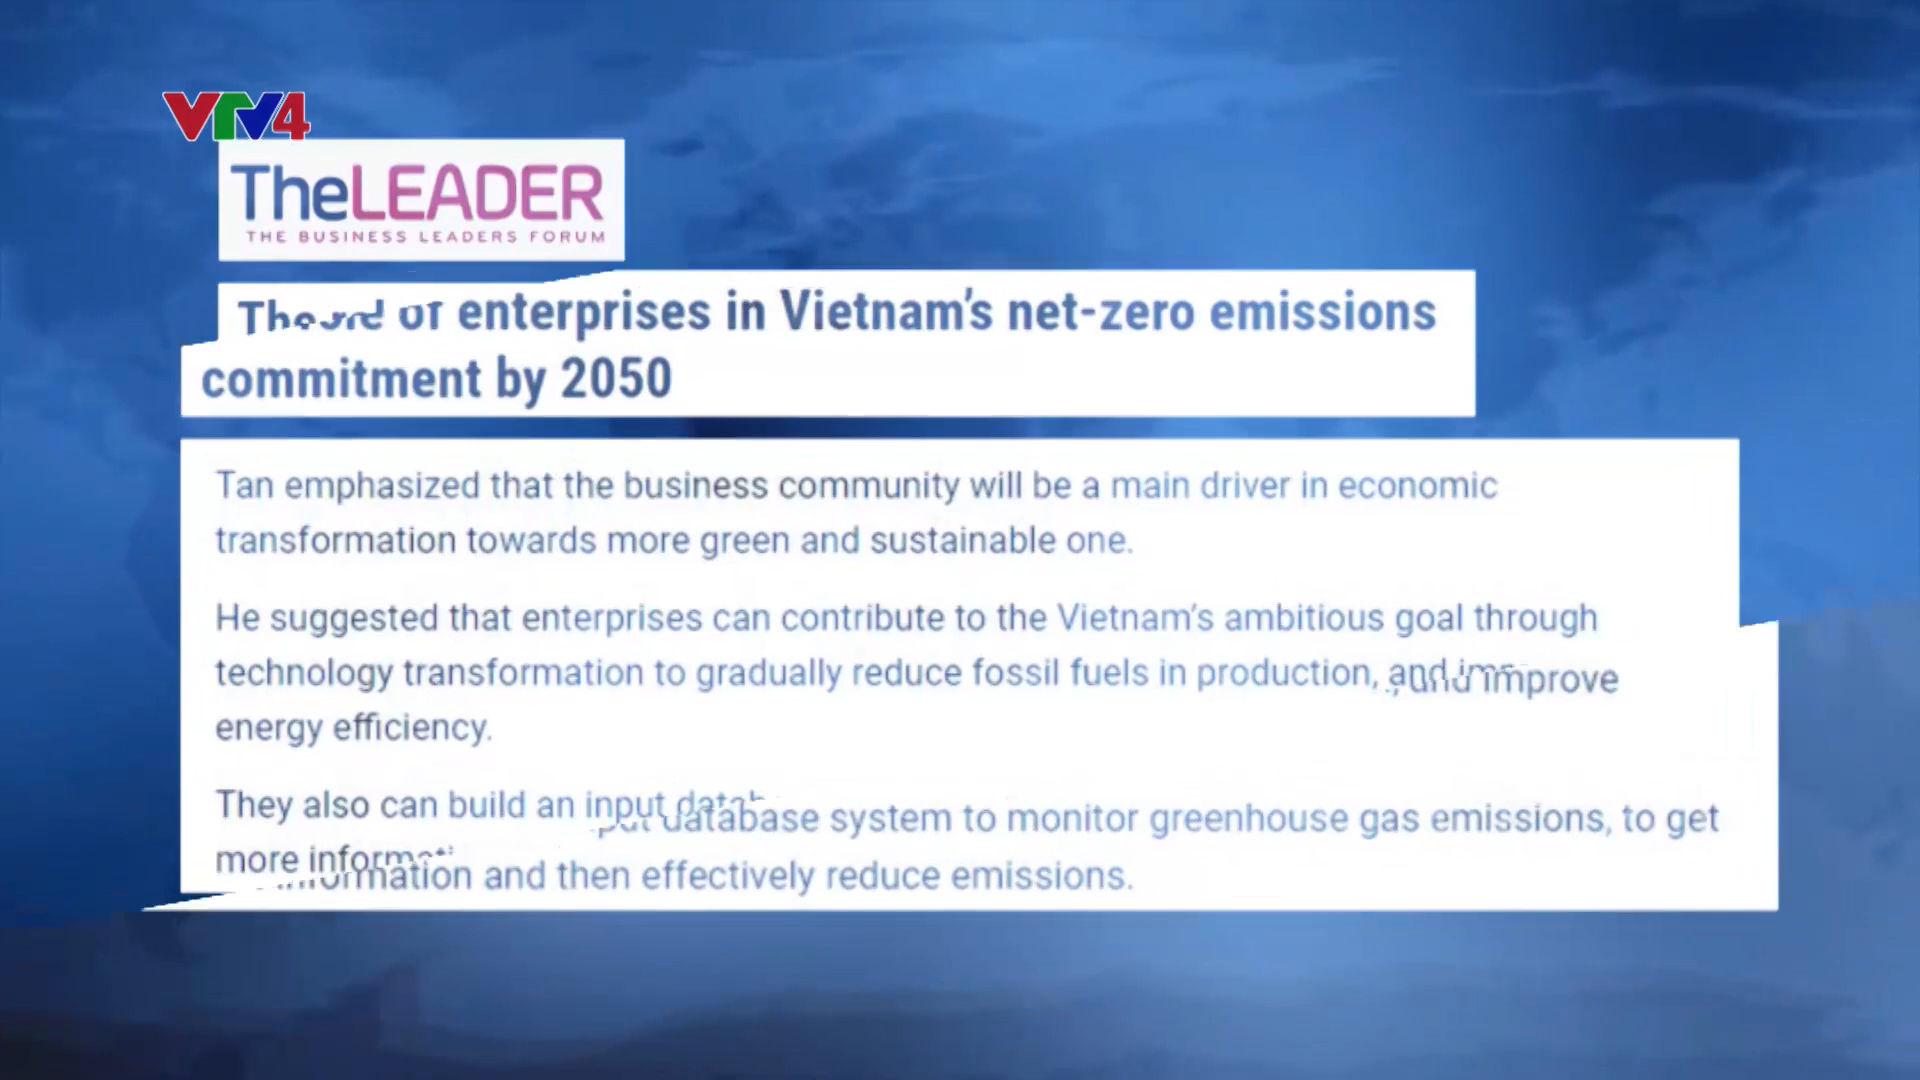 VTV4
TheLEADER
THE BUSINESS LEADERS FORUM
of enterprises in Vietnam's net-zero emissions
commitment by 2050
Tan emphasized that the business community will be a main driver in economic
transformation towards more green and sustainable one.
He suggested that enterprises can contribute to the Vietnam's ambitious goal through
technology transformation to gradually reduce fossil fuels in production, and improve
energy efficiency.
They also can build an input database system to monitor greenhouse gas emissions, to get
more information and then effectively reduce emissions.